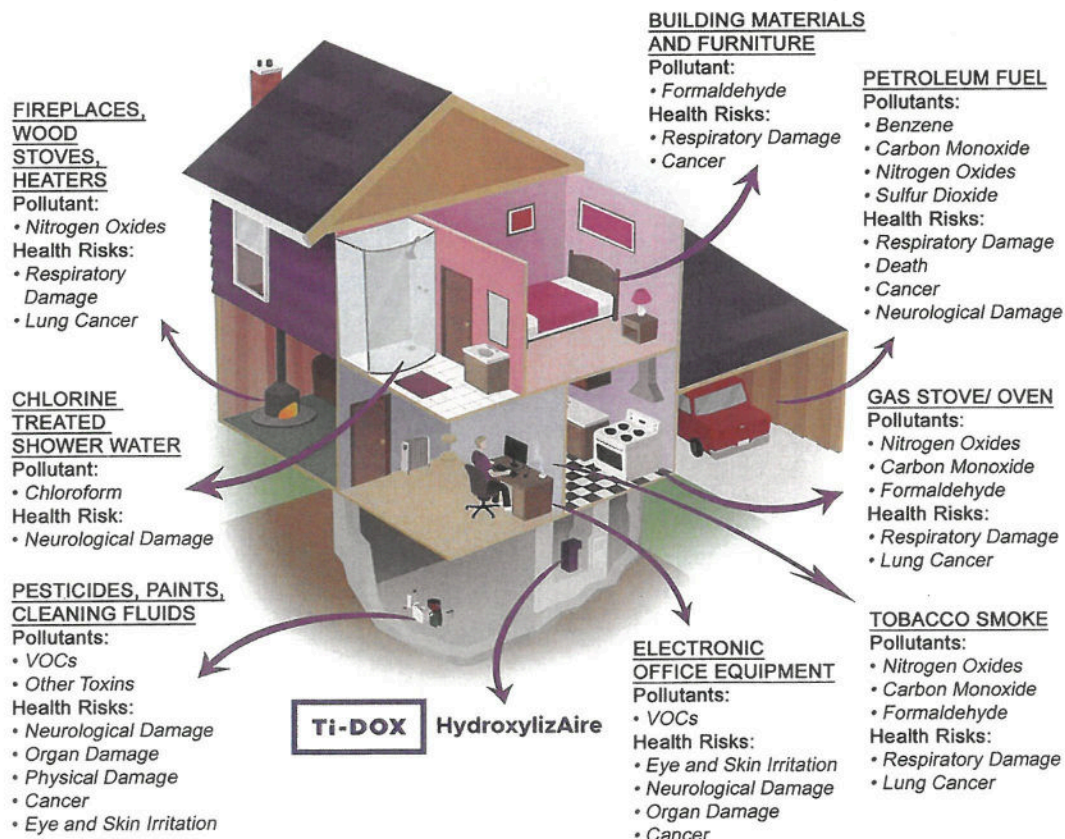 BUILDING MATERIALS
AND FURNITURE
Pollutant:
• Formaldehyde
Health Risks:
• Respiratory Damage
• Cancer
PETROLEUM FUEL
Pollutants:
• Benzene
• Carbon Monoxide
• Nitrogen Oxides
• Sulfur Dioxide
Health Risks:
• Respiratory Damage
• Death
• Cancer
• Neurological Damage
FIREPLACES,
WOOD
STOVES,
HEATERS
Pollutant:
• Nitrogen Oxides
Health Risks:
• Respiratory
Damage
• Lung Cancer
CHLORINE
TREATED
SHOWER WATER
Pollutant:
• Chloroform
Health Risk:
• Neurological Damage
GAS STOVE/ OVEN
Pollutants:
• Nitrogen Oxides
• Carbon Monoxide
• Formaldehyde
Health Risks:
• Respiratory Damage
• Lung Cancer
PESTICIDES, PAINTS,
CLEANING FLUIDS
Pollutants:
• VOCs
• Other Toxins
Health Risks:
• Neurological Damage
• Organ Damage
• Physical Damage
• Cancer
• Eye and Skin Irritation
Ti-DOX HydroxylizAire
ELECTRONIC
OFFICE EQUIPMENT
Pollutants:
• VOCs
Health Risks:
• Eye and Skin Irritation
• Neurological Damage
• Organ Damage
• Cancer
TOBACCO SMOKE
Pollutants:
• Nitrogen Oxides
• Carbon Monoxide
• Formaldehyde
Health Risks:
• Respiratory Damage
• Lung Cancer